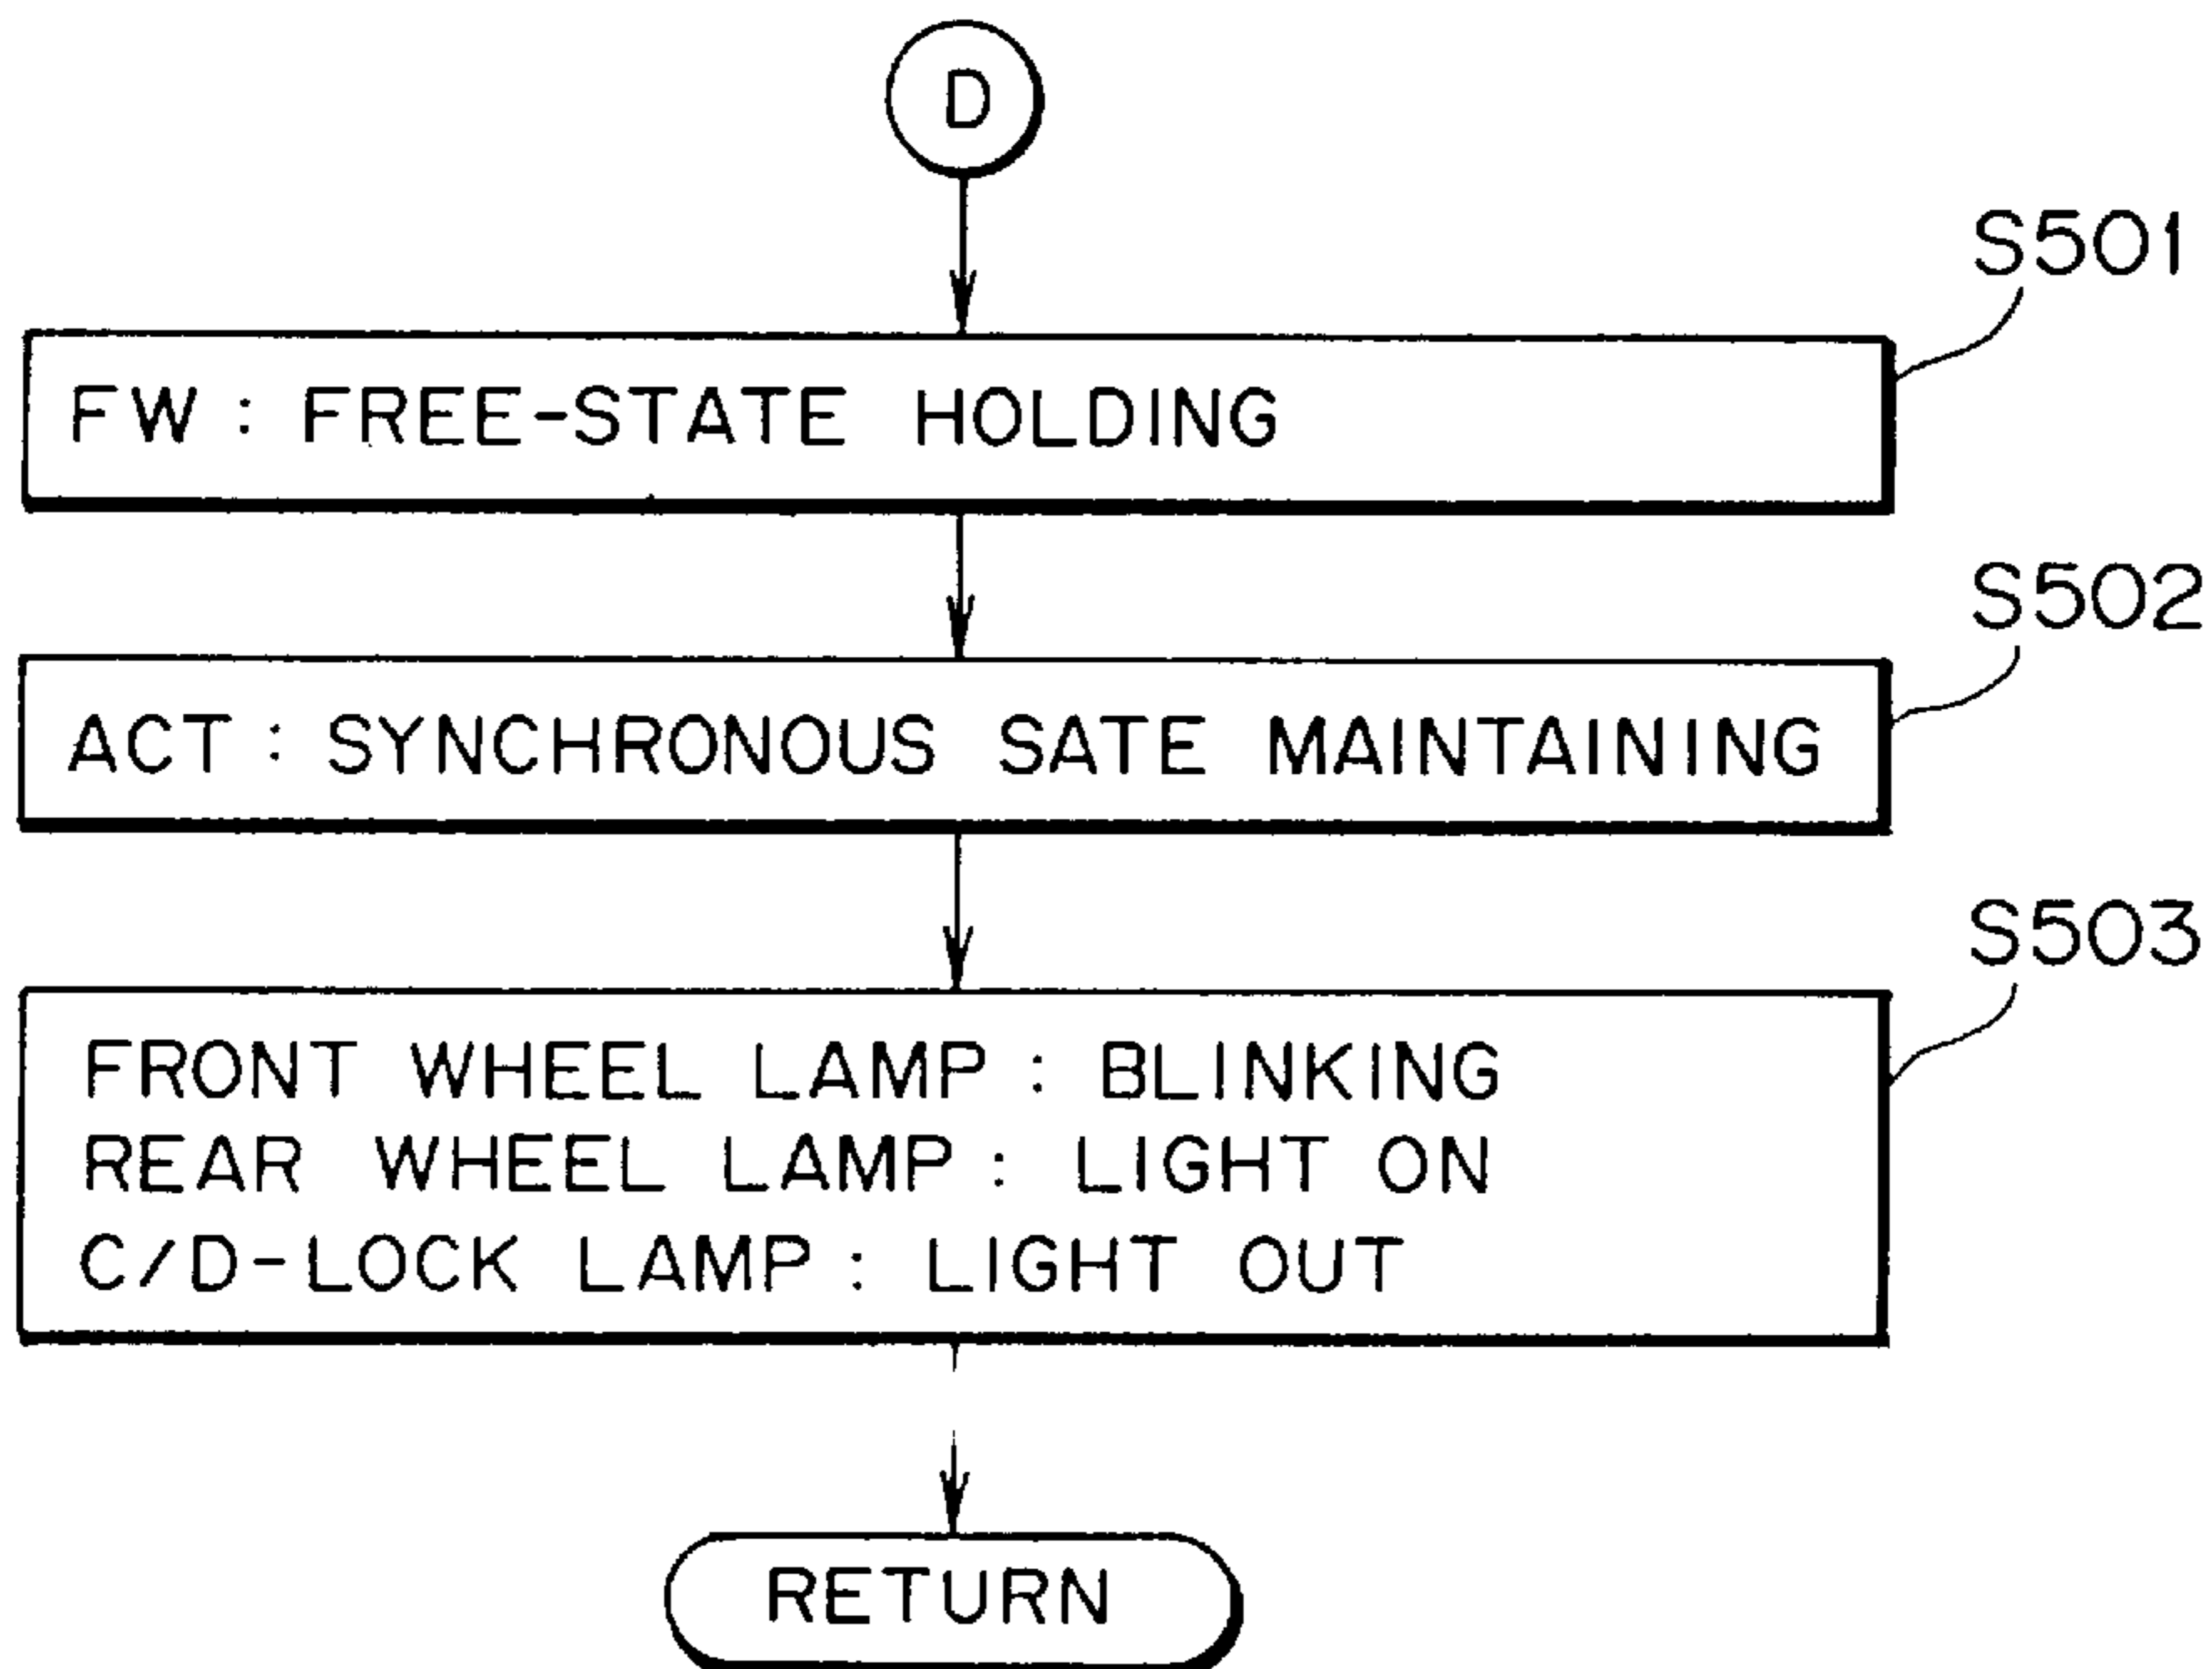 D
S501
FW : FREE-STATE HOLDING
S502
ACT : SYNCHRONOUS SATE MAINTAINING
S503
FRONT WHEEL LAMP : BLINKING
REAR WHEEL LAMP : LIGHT ON
C/D-LOCK LAMP : LIGHT OUT
RETURN